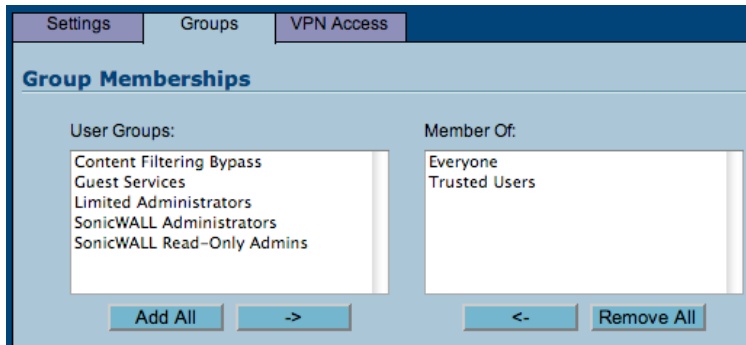 Settings Groups VPN Access
Group Memberships
User Groups: Member Of:
Content Filtering Bypass
Guest Services
Limited Administrators
SonicWALL Administrators
SonicWALL Read-Only Admins
Everyone
Trusted Users
Add All -> <- Remove All